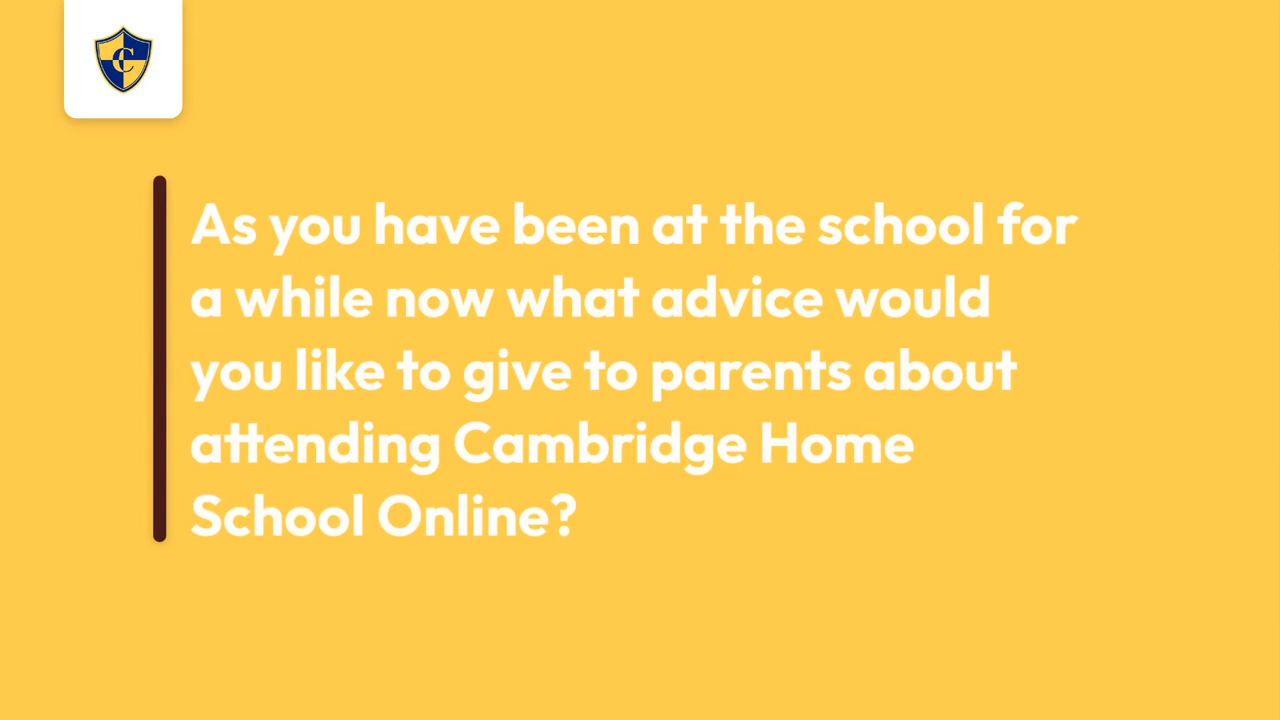 C
As you have been at the school for
a while now what advice would
you like to give to parents about
attending Cambridge Home
School Online?